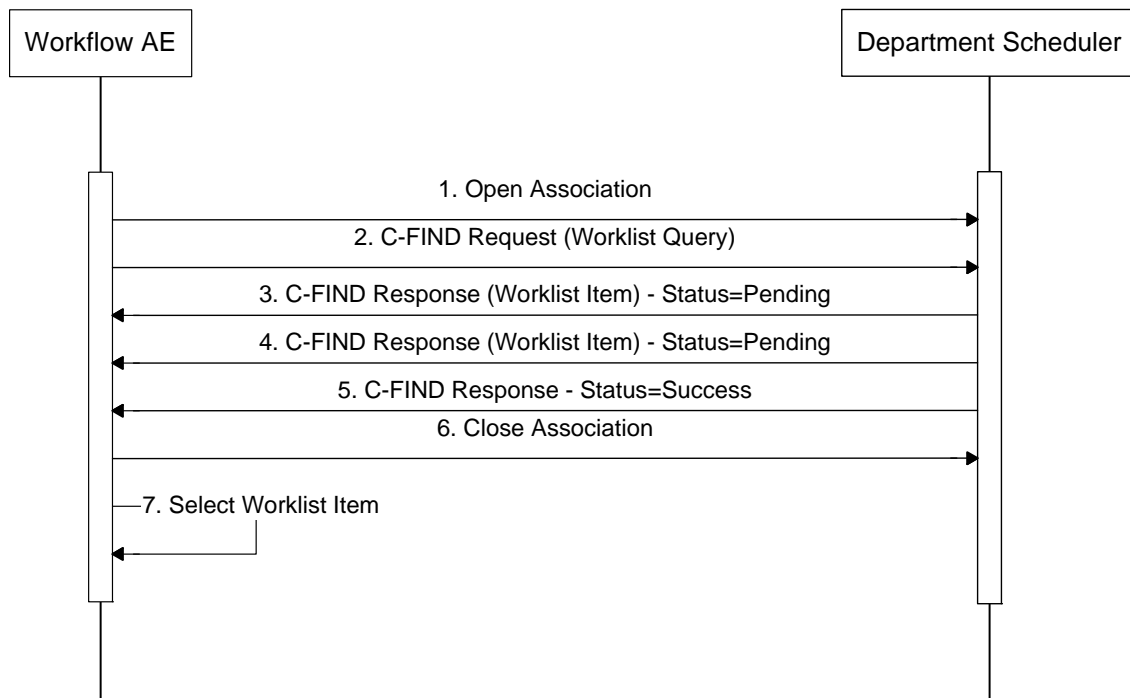 Workflow AE
Department Scheduler
1. Open Association
2. C-FIND Request (Worklist Query)
3. C-FIND Response (Worklist Item) - Status=Pending
4. C-FIND Response (Worklist Item) - Status=Pending
5. C-FIND Response - Status=Success
6. Close Association
7. Select Worklist Item